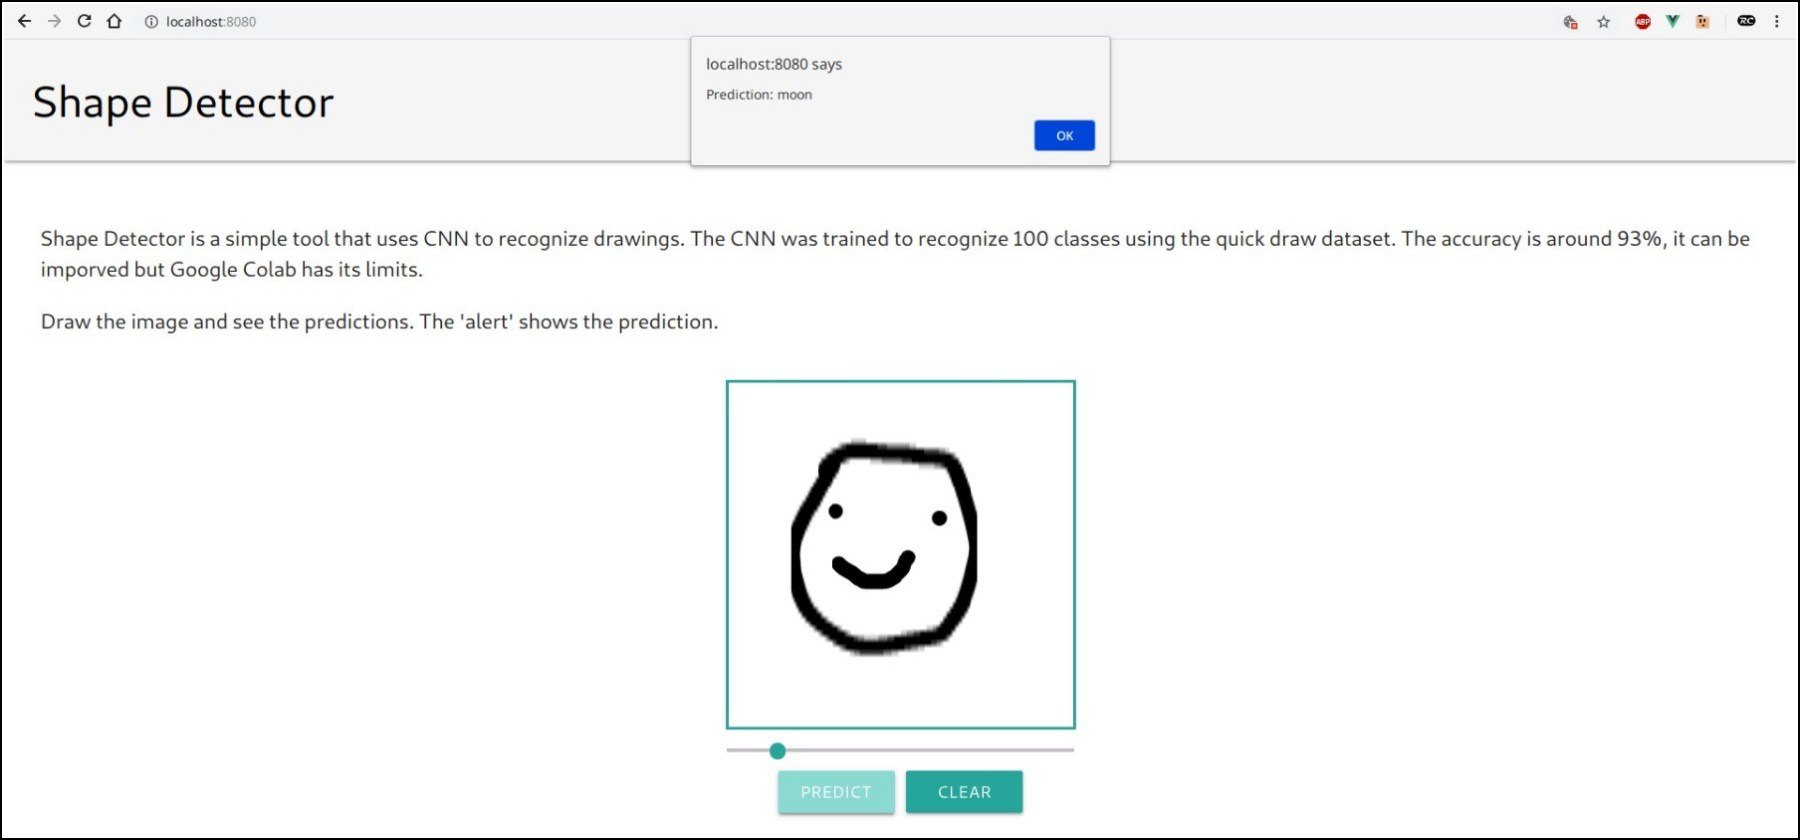 localhost:8080
ABP
RC
localhost:8080 says
Prediction: moon
OK
Shape Detector
Shape Detector is a simple tool that uses CNN to recognize drawings. The CNN was trained to recognize 100 classes using the quick draw dataset. The accuracy is around 93%, it can be
imporved but Google Colab has its limits.
Draw the image and see the predictions. The 'alert' shows the prediction.
PREDICT
CLEAR